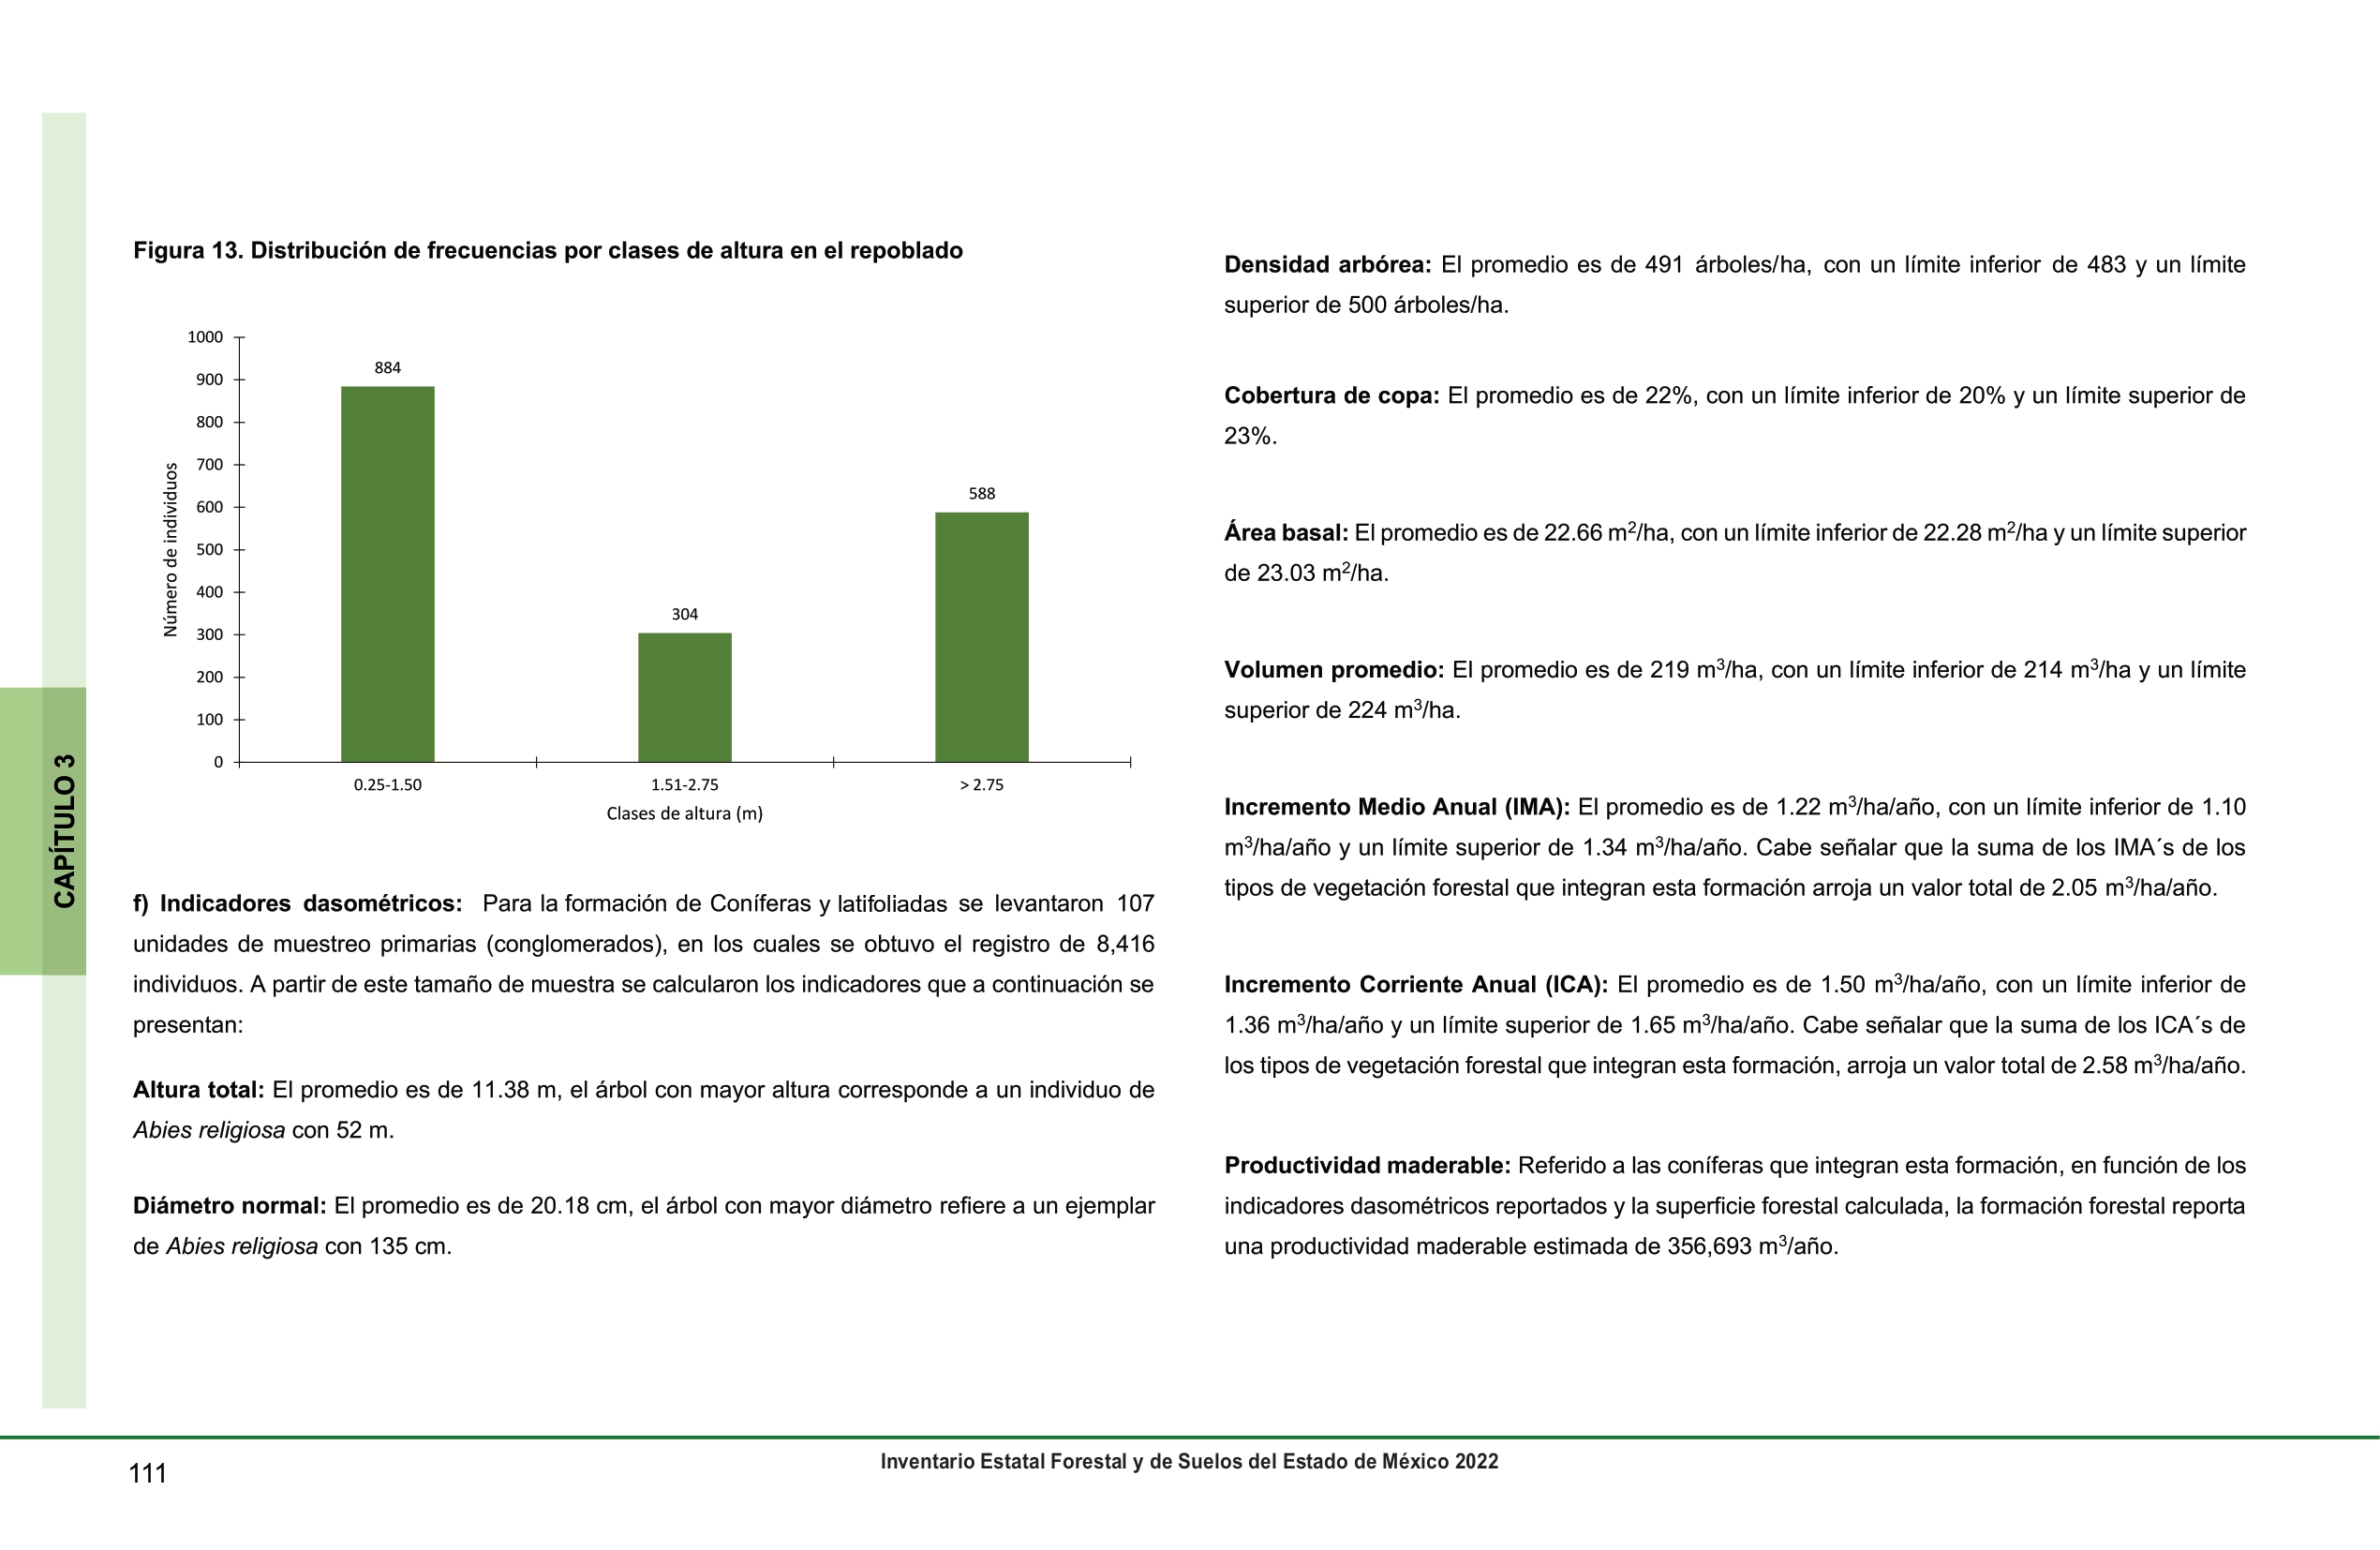 Figura 13. Distribución de frecuencias por clases de altura en el repoblado
1000
900
800
700
600
500
400
300
200
100
0
Número de individuos
884
304
588
0.25-1.50
1.51-2.75
> 2.75
Clases de altura (m)
f) Indicadores dasométricos: Para la formación de Coníferas y latifoliadas se levantaron 107
unidades de muestreo primarias (conglomerados), en los cuales se obtuvo el registro de 8,416
individuos. A partir de este tamaño de muestra se calcularon los indicadores que a continuación se
presentan:
Altura total: El promedio es de 11.38 m, el árbol con mayor altura corresponde a un individuo de
Abies religiosa con 52 m.
Diámetro normal: El promedio es de 20.18 cm, el árbol con mayor diámetro refiere a un ejemplar
de Abies religiosa con 135 cm.
Densidad arbórea: El promedio es de 491 árboles/ha, con un límite inferior de 483 y un límite
superior de 500 árboles/ha.
Cobertura de copa: El promedio es de 22%, con un límite inferior de 20% y un límite superior de
23%.
Área basal: El promedio es de 22.66 m²/ha, con un límite inferior de 22.28 m²/ha y un límite superior
de 23.03 m²/ha.
Volumen promedio: El promedio es de 219 m³/ha, con un límite inferior de 214 m³/ha y un límite
superior de 224 m³/ha.
Incremento Medio Anual (IMA): El promedio es de 1.22 m³/ha/año, con un límite inferior de 1.10
m³/ha/año y un límite superior de 1.34 m³/ha/año. Cabe señalar que la suma de los IMA´s de los
tipos de vegetación forestal que integran esta formación arroja un valor total de 2.05 m³/ha/año.
Incremento Corriente Anual (ICA): El promedio es de 1.50 m³/ha/año, con un límite inferior de
1.36 m³/ha/año y un límite superior de 1.65 m³/ha/año. Cabe señalar que la suma de los ICA´s de
los tipos de vegetación forestal que integran esta formación, arroja un valor total de 2.58 m³/ha/año.
Productividad maderable: Referido a las coníferas que integran esta formación, en función de los
indicadores dasométricos reportados y la superficie forestal calculada, la formación forestal reporta
una productividad maderable estimada de 356,693 m³/año.
CAPÍTULO 3
111
Inventario Estatal Forestal y de Suelos del Estado de México 2022